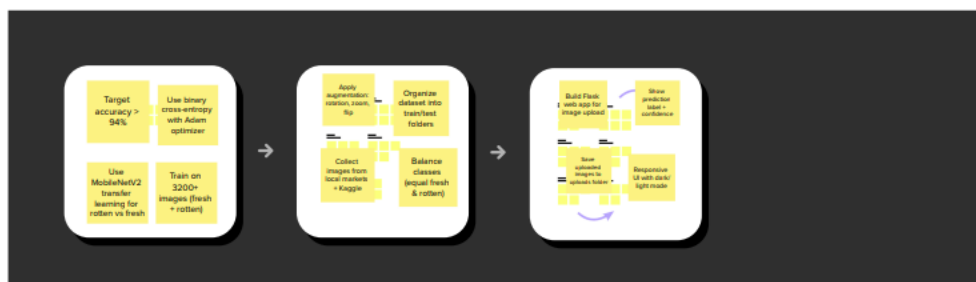 Target
accuracy >
94%
Use binary
cross-entropy
with Adam
optimizer
Use
MobileNetV2
transfer
learning for
rotten vs fresh
Train on
3200+
images (fresh
+ rotten)
Apply
augmentation:
rotation, zoom,
flip
Organize
dataset into
train/test
folders
Collect
images from
local markets
+ Kaggle
Balance
classes
(equal fresh
& rotten)
Build Flask
web app for
image upload
Show
prediction
label +
confidence
Save
uploaded
images to
uploads folder
Responsive
UI with dark/
light mode